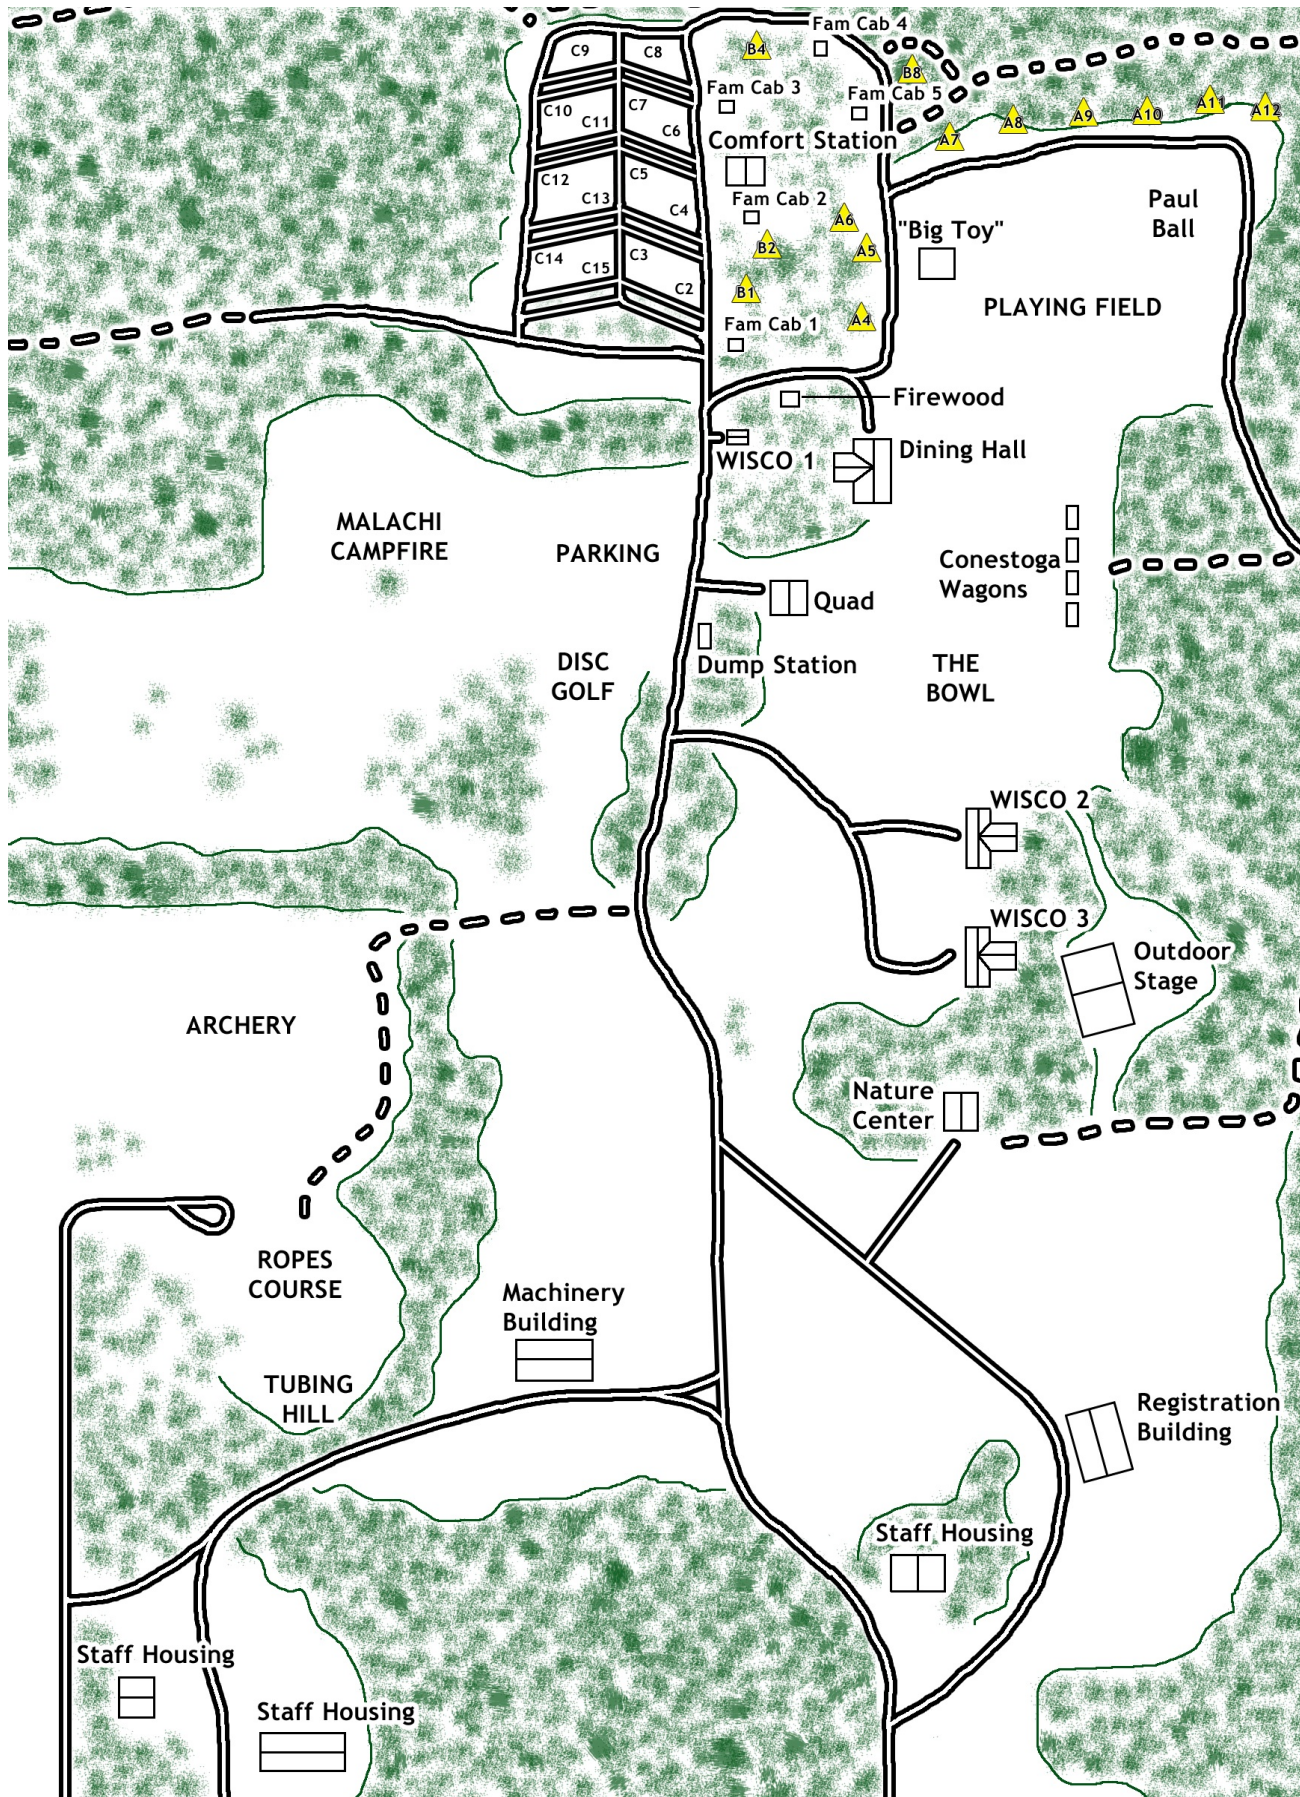 Fam Cab 4
C9
C8
B4
B8
Fam Cab 3
Fam Cab 5
C10
C7
C11
C6
A7
A8
A9
A10
A11
A12
Comfort Station
C12
C5
C13
C4
Fam Cab 2
A6
Paul
Ball
"Big Toy"
B2
A5
C14
C3
C15
C2
B1
A4
PLAYING FIELD
Fam Cab 1
Firewood
WISCO 1
Dining Hall
MALACHI
CAMPFIRE
PARKING
Conestoga
Wagons
Quad
DISC
GOLF
Dump Station
THE
BOWL
WISCO 2
WISCO 3
Outdoor
Stage
ARCHERY
Nature
Center
ROPES
COURSE
Machinery
Building
TUBING
HILL
Registration
Building
Staff Housing
Staff Housing
Staff Housing